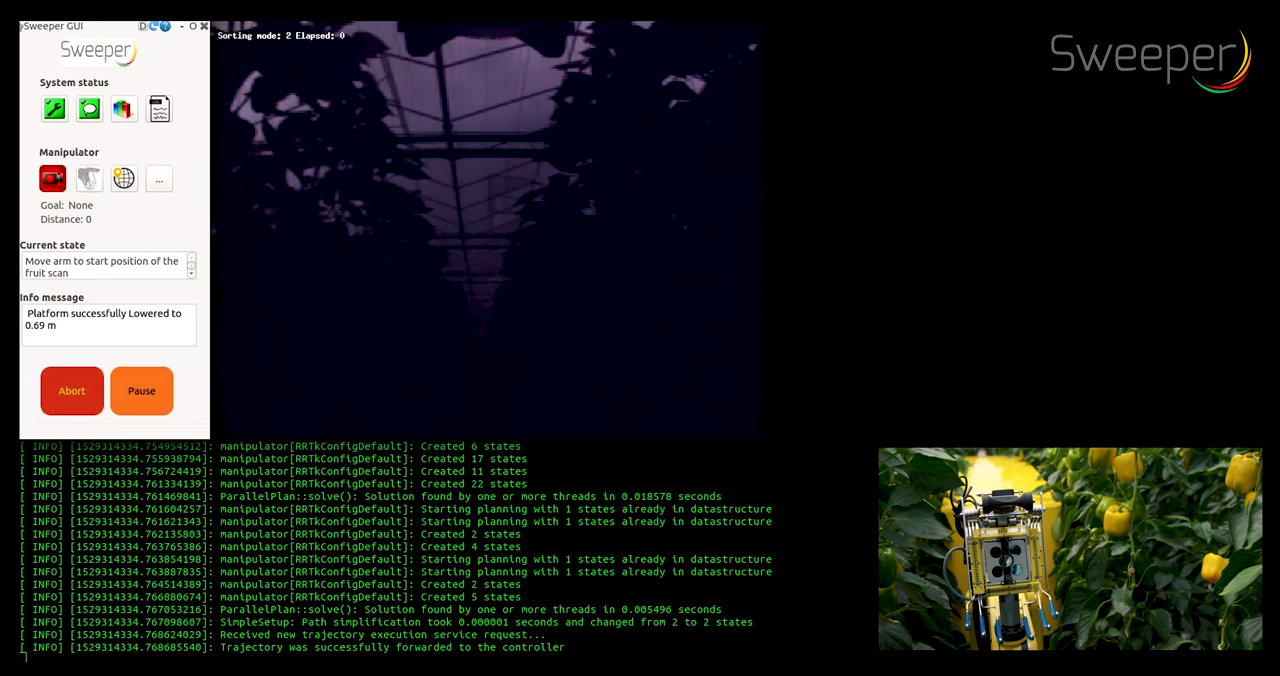 Sweeper GUI
Sweeper
System status
Manipulator
...
Goal: None
Distance: 0
Current state
Move arm to start position of the
fruit scan
Info message
Platform successfully Lowered to
0.69 m
Abort
Pause
Sorting mode: 2 Elapsed: 0
Sweeper
[ INFO] [1529314334.754954512]: manipulator[RRTkConfigDefault]: Created 6 states
[ INFO] [1529314334.755938794]: manipulator[RRTkConfigDefault]: Created 17 states
[ INFO] [1529314334.756724419]: manipulator[RRTkConfigDefault]: Created 11 states
[ INFO] [1529314334.761334139]: manipulator[RRTkConfigDefault]: Created 22 states
[ INFO] [1529314334.761469841]: ParallelPlan::solve(): Solution found by one or more threads in 0.018578 seconds
[ INFO] [1529314334.761604257]: manipulator[RRTkConfigDefault]: Starting planning with 1 states already in datastructure
[ INFO] [1529314334.761621343]: manipulator[RRTkConfigDefault]: Starting planning with 1 states already in datastructure
[ INFO] [1529314334.762135803]: manipulator[RRTkConfigDefault]: Created 2 states
[ INFO] [1529314334.763765386]: manipulator[RRTkConfigDefault]: Created 4 states
[ INFO] [1529314334.763854198]: manipulator[RRTkConfigDefault]: Starting planning with 1 states already in datastructure
[ INFO] [1529314334.763887835]: manipulator[RRTkConfigDefault]: Starting planning with 1 states already in datastructure
[ INFO] [1529314334.764514389]: manipulator[RRTkConfigDefault]: Created 2 states
[ INFO] [1529314334.766880674]: manipulator[RRTkConfigDefault]: Created 5 states
[ INFO] [1529314334.767053216]: ParallelPlan::solve(): Solution found by one or more threads in 0.005496 seconds
[ INFO] [1529314334.767098607]: SimpleSetup: Path simplification took 0.000001 seconds and changed from 2 to 2 states
[ INFO] [1529314334.768624029]: Received new trajectory execution service request...
[ INFO] [1529314334.768685540]: Trajectory was successfully forwarded to the controller